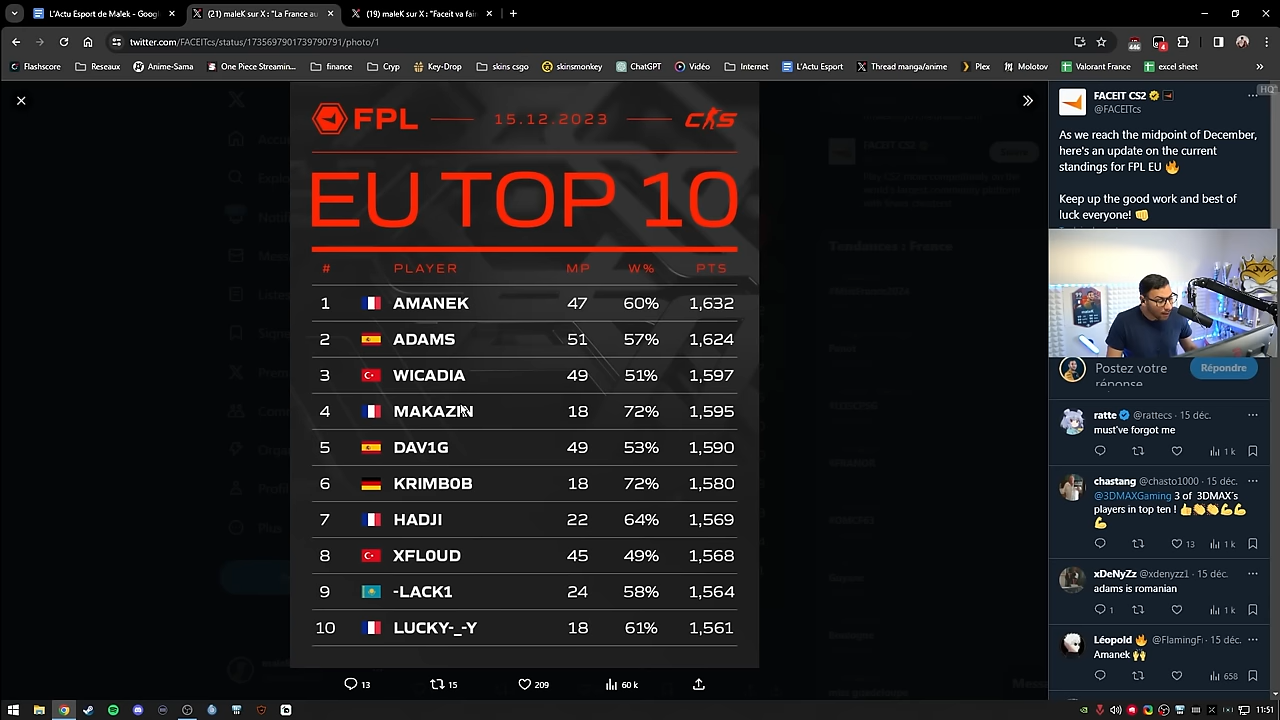 L'Actu Esport de Malek - Googl
(21) maleK sur X : "La France au
(19) maleK sur X : "Faceit va fai
twitter.com/FACEITcs/status/1735697901739790791/photo/1
Flashscore
Reseaux
Anime-Sama
One Piece Streamin...
finance
Cryp
Key-Drop
skins csgo
skinsmonkey
ChatGPT
Vidéo
Internet
L'Actu Esport
Thread manga/anime
Plex
Molotov
Valorant France
excel sheet
FPL
15.12.2023
EU TOP 10
# PLAYER MP W% PTS
1 AMANEK 47 60% 1,632
2 ADAMS 51 57% 1,624
3 WICADIA 49 51% 1,597
4 MAKAZIN 18 72% 1,595
5 DAV1G 49 53% 1,590
6 KRIMB0B 18 72% 1,580
7 HADJI 22 64% 1,569
8 XFL0UD 45 49% 1,568
9 -LACK1 24 58% 1,564
10 LUCKY-_-Y 18 61% 1,561
13
15
209
60 k
HQ
FACEIT CS2
@FACEITcs
As we reach the midpoint of December,
here's an update on the current
standings for FPL EU 🔥
Keep up the good work and best of
luck everyone! 👊
Postez votre
réponse
Répondre
ratte @rattecs · 15 déc.
must've forgot me
1 k
chastang @chasto1000 · 15 déc.
@3DMAXGaming 3 of 3DMAX's
players in top ten ! 👍👏👏💪💪
💪
13 1 k
xDeNyZz @xdenyzz1 · 15 déc.
adams is romanian
1 1 k
Léopold 🔥 @FlamingFi · 15 déc.
Amanek 🙌
658
Tendances : France
11:51